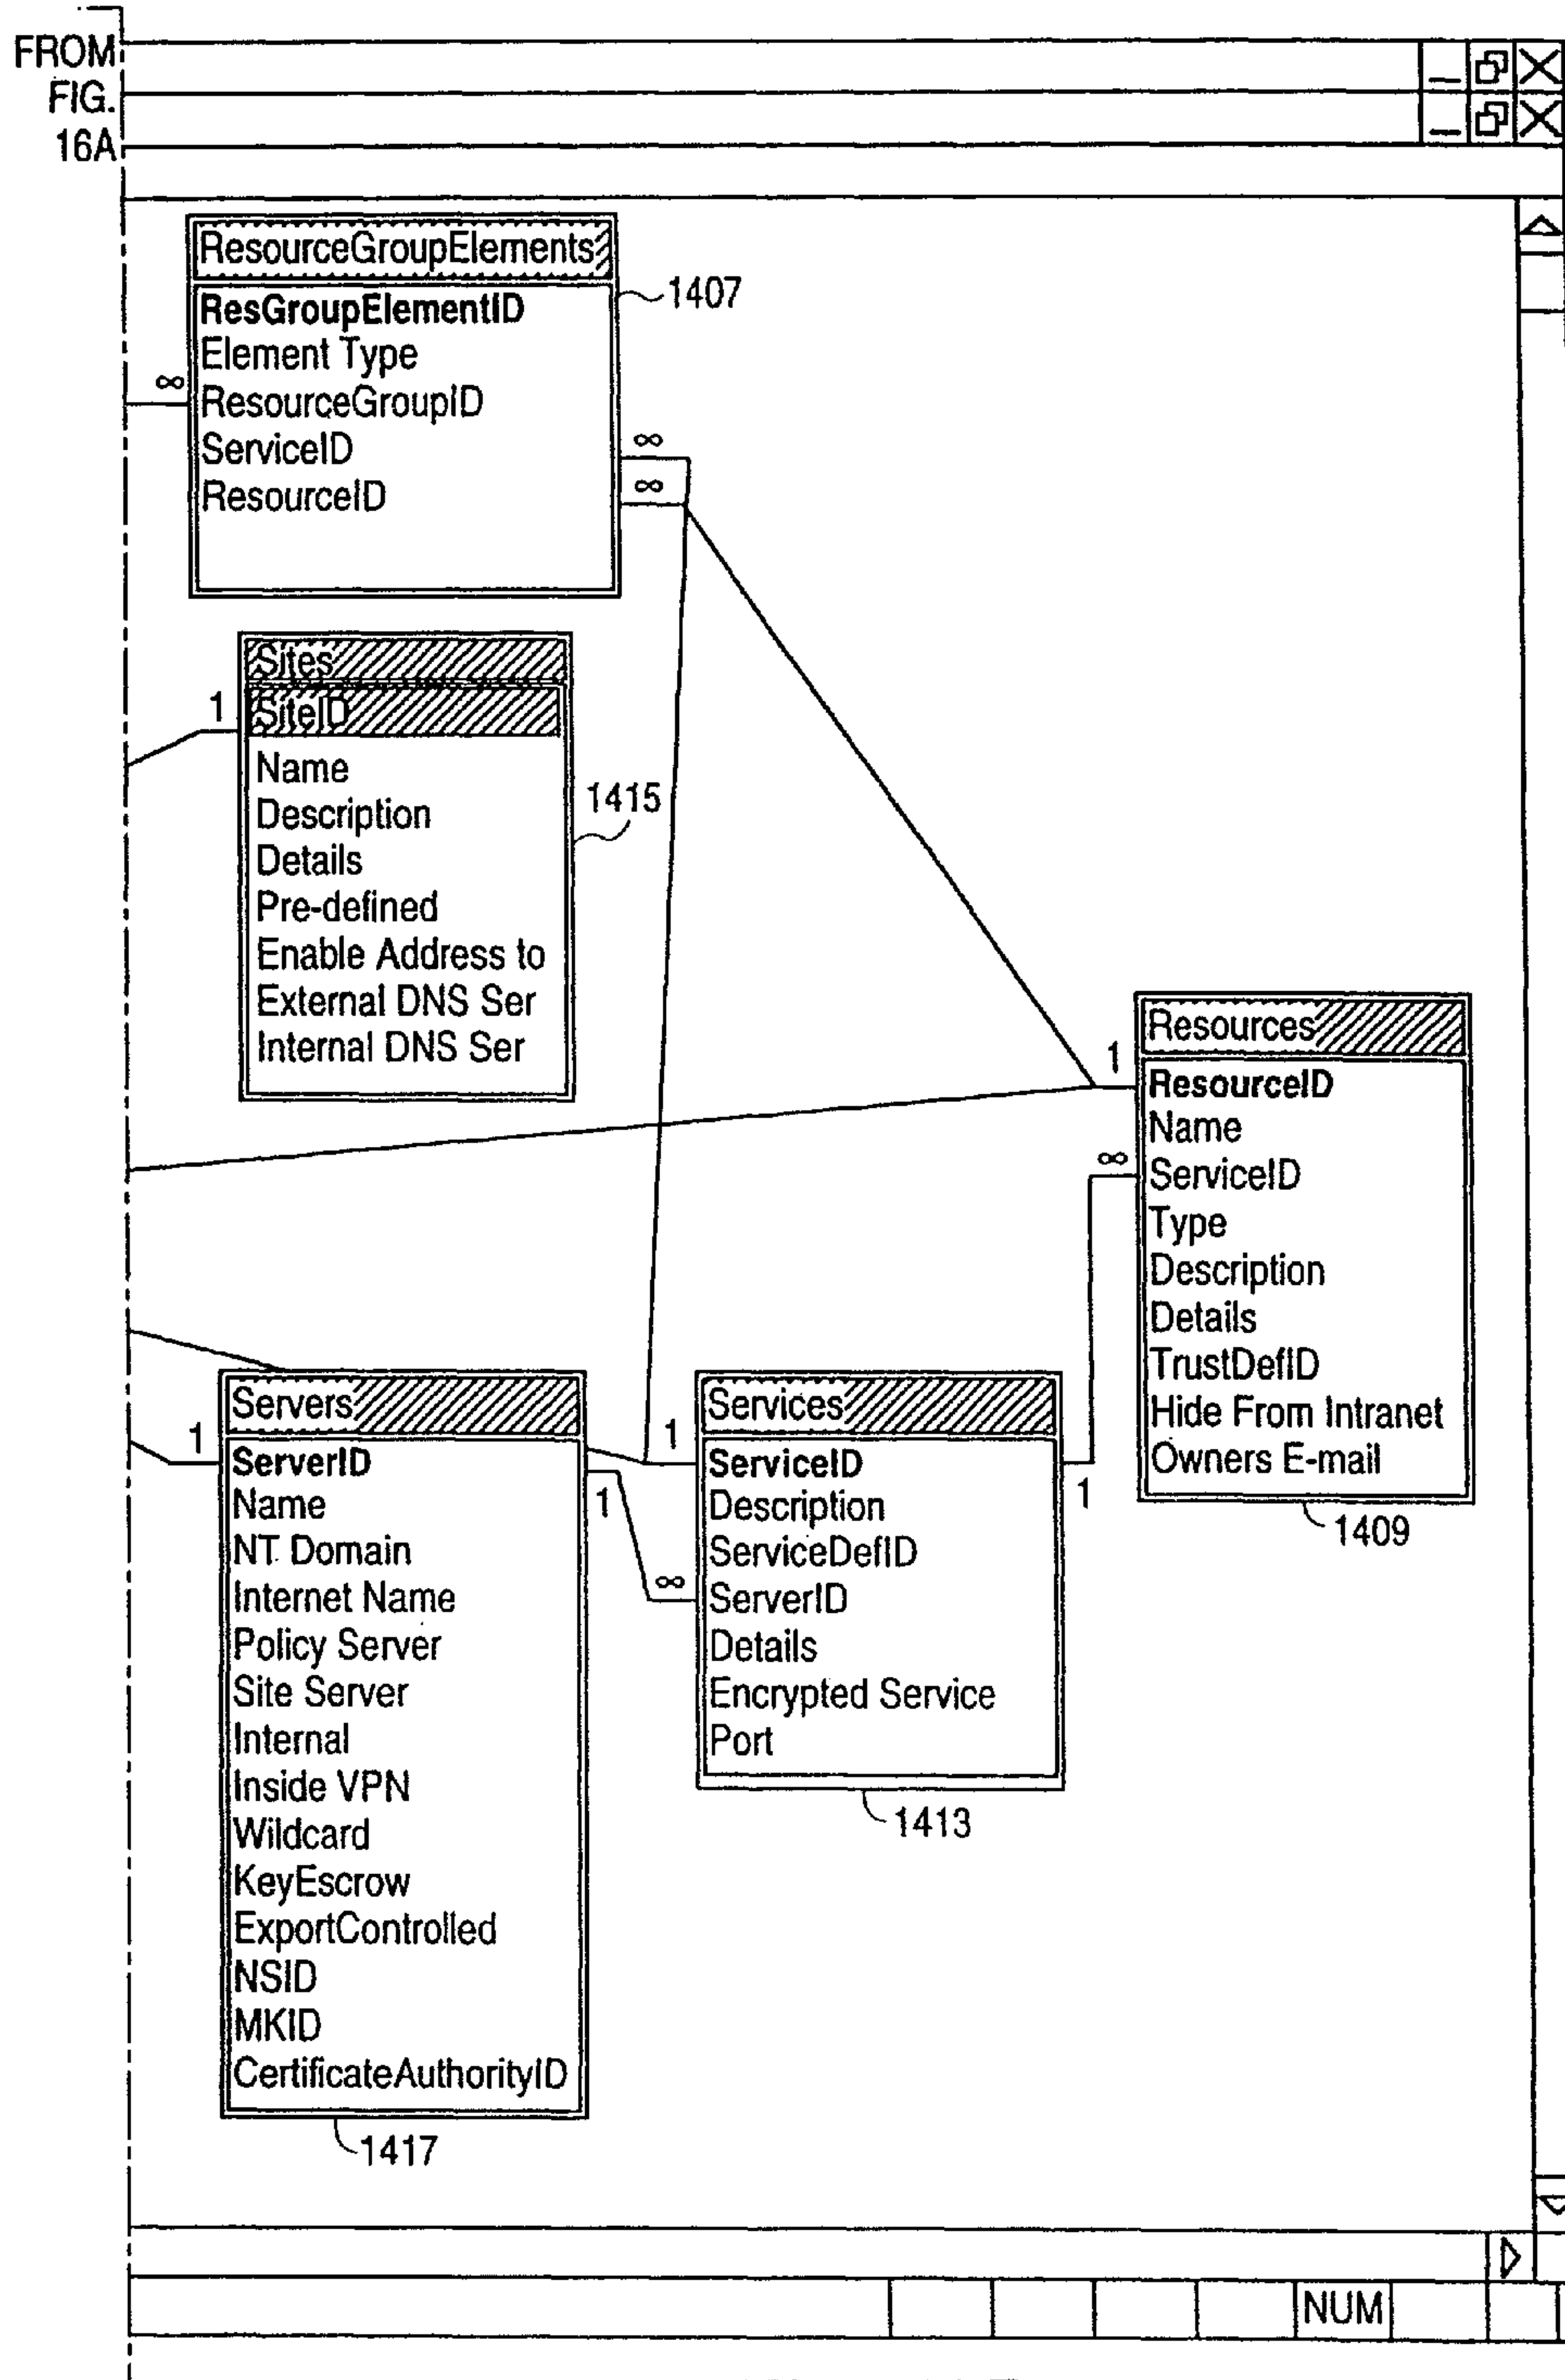 FROM
FIG.
16A
ResourceGroupElements
ResGroupElementID
Element Type
ResourceGroupID
ServiceID
ResourceID
1407
∞
∞
∞
Sites
SiteID
Name
Description
Details
Pre-defined
Enable Address to
External DNS Ser
Internal DNS Ser
1
1415
Resources
ResourceID
Name
ServiceID
Type
Description
Details
TrustDefID
Hide From Intranet
Owners E-mail
1
∞
1409
Servers
ServerID
Name
NT Domain
Internet Name
Policy Server
Site Server
Internal
Inside VPN
Wildcard
KeyEscrow
ExportControlled
NSID
MKID
CertificateAuthorityID
1
1
1417
Services
ServiceID
Description
ServiceDefID
ServerID
Details
Encrypted Service
Port
1
∞
1
1413
NUM